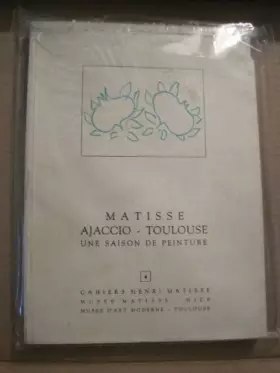 MATISSE
AJACCIO - TOULOUSE
UNE SAISON DE PEINTURE
4
CAHIERS HENRI MATISSE
MUSÉE MATISSE - NICE
MUSÉE D'ART MODERNE - TOULOUSE